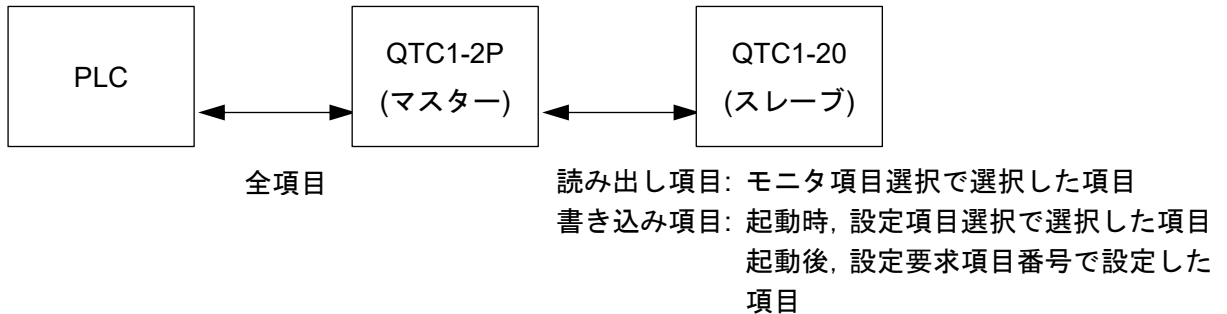 PLC
QTC1-2P
(マスター)
QTC1-20
(スレーブ)
全項目
読み出し項目: モニタ項目選択で選択した項目
書き込み項目: 起動時, 設定項目選択で選択した項目
起動後, 設定要求項目番号で設定した
項目